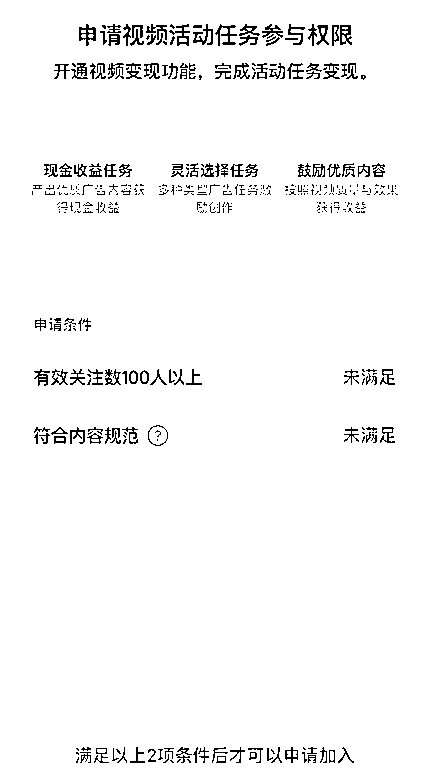 申请视频活动任务参与权限
开通视频变现功能，完成活动任务变现。
现金收益任务
产出优质广告内容获
得现金收益
灵活选择任务
多种类型广告任务激
励创作
鼓励优质内容
按照视频质量与效果
获得收益
申请条件
有效关注数100人以上 未满足
符合内容规范 ? 未满足
满足以上2项条件后才可以申请加入